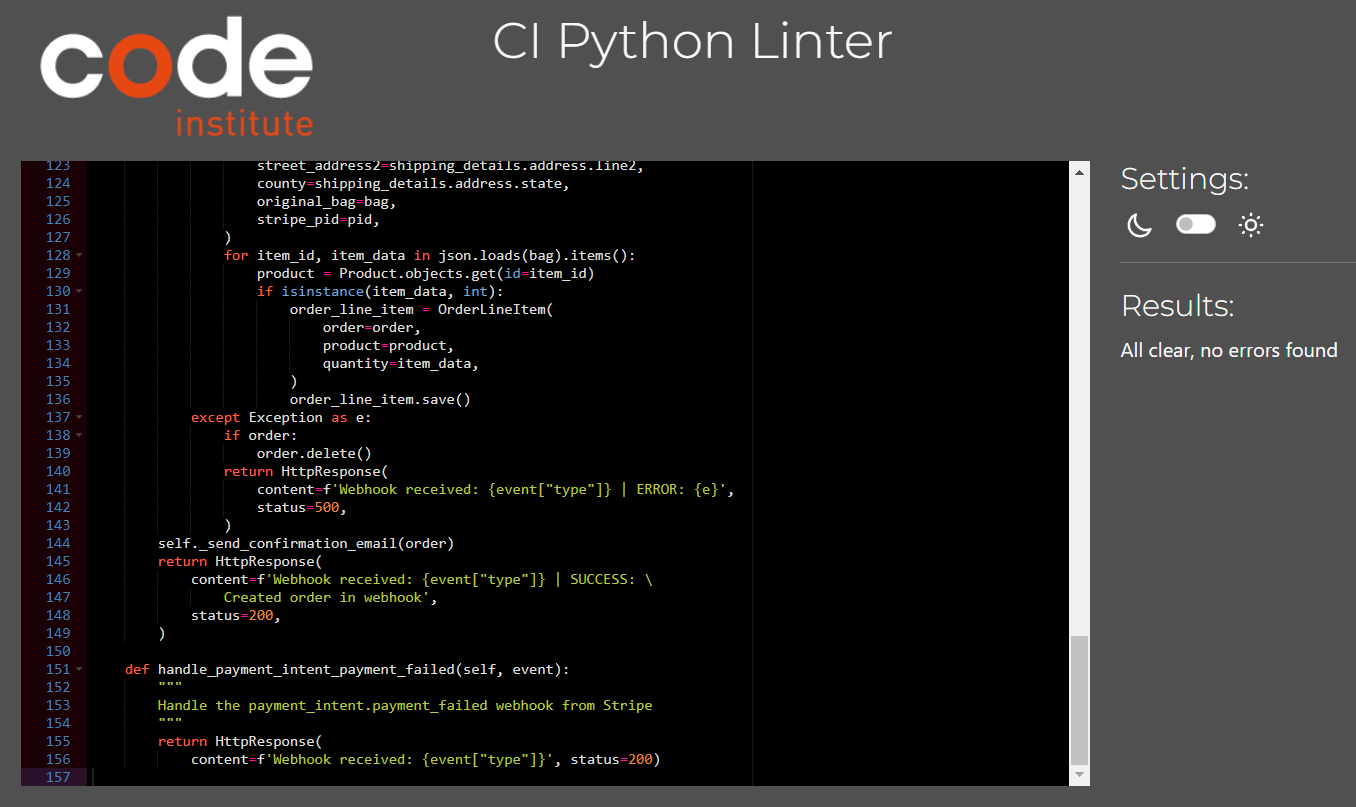 code
institute
CI Python Linter
123 street_address2=shipping_details.address.line2,
124 county=shipping_details.address.state,
125 original_bag=bag,
126 stripe_pid=pid,
127 )
128 for item_id, item_data in json.loads(bag).items():
129 product = Product.objects.get(id=item_id)
130 if isinstance(item_data, int):
131 order_line_item = OrderLineItem(
132 order=order,
133 product=product,
134 quantity=item_data,
135 )
136 order_line_item.save()
137 except Exception as e:
138 if order:
139 order.delete()
140 return HttpResponse(
141 content=f'Webhook received: {event["type"]} | ERROR: {e}',
142 status=500,
143 )
144 self._send_confirmation_email(order)
145 return HttpResponse(
146 content=f'Webhook received: {event["type"]} | SUCCESS: \
147 Created order in webhook',
148 status=200,
149 )
150
151 def handle_payment_intent_payment_failed(self, event):
152 """
153 Handle the payment_intent.payment_failed webhook from Stripe
154 """
155 return HttpResponse(
156 content=f'Webhook received: {event["type"]}', status=200)
157
Settings:
Results:
All clear, no errors found